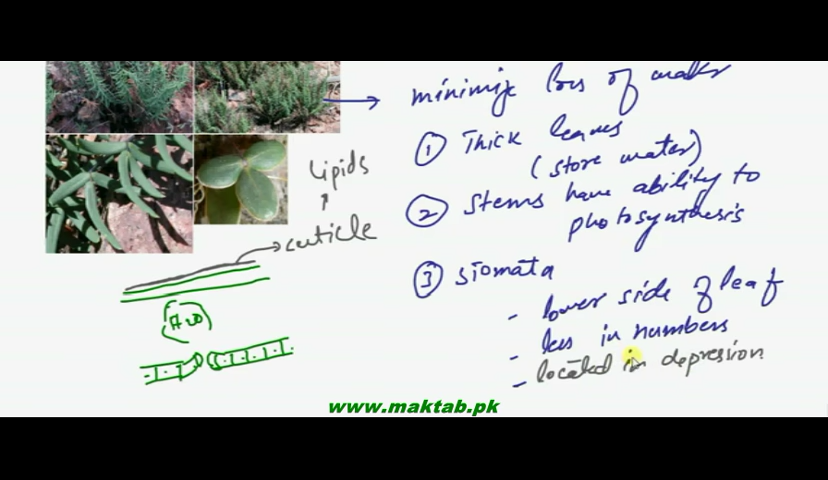 minimize loss of water
① Thick leaves
(store water)
② Stems have ability to
photosynthesis
③ Stomata
- lower side of leaf
- less in numbers
- located in depression
Lipids
cuticle
H20
www.maktab.pk